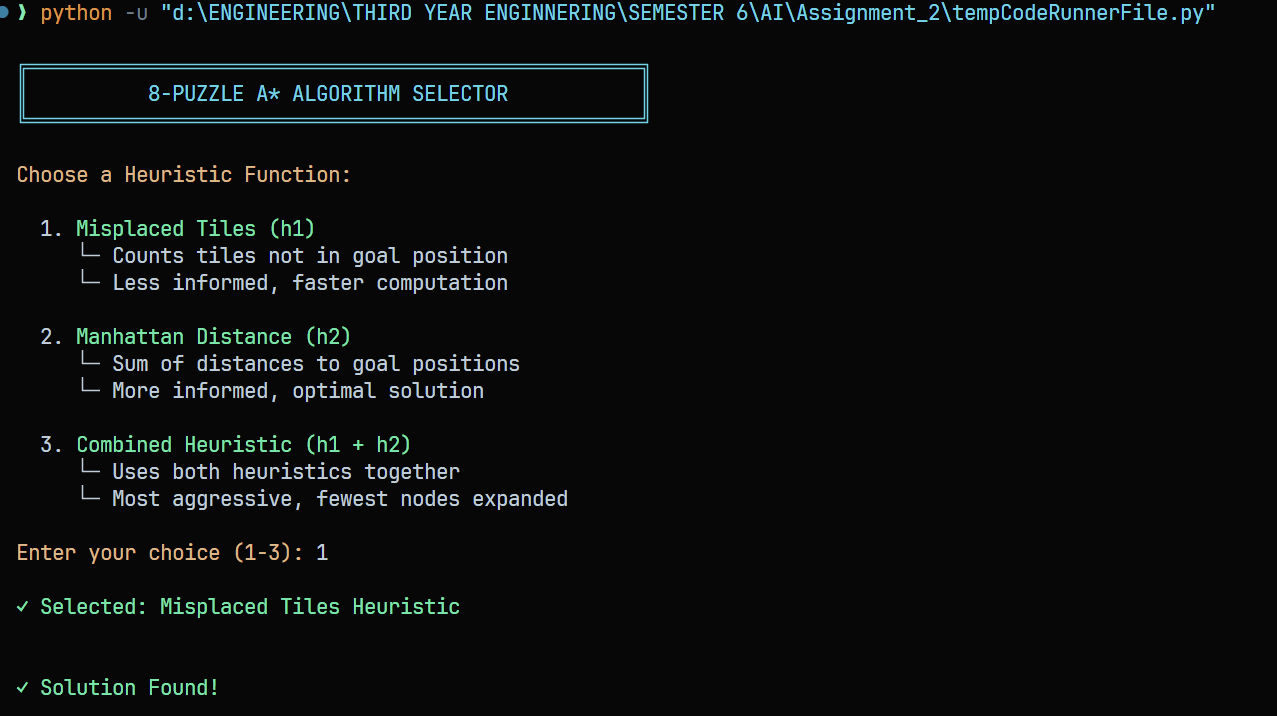 ❯ python -u "d:\ENGINEERING\THIRD YEAR ENGINNERING\SEMESTER 6\AI\Assignment_2\tempCodeRunnerFile.py"
8-PUZZLE A* ALGORITHM SELECTOR
Choose a Heuristic Function:
1. Misplaced Tiles (h1)
└─ Counts tiles not in goal position
└─ Less informed, faster computation
2. Manhattan Distance (h2)
└─ Sum of distances to goal positions
└─ More informed, optimal solution
3. Combined Heuristic (h1 + h2)
└─ Uses both heuristics together
└─ Most aggressive, fewest nodes expanded
Enter your choice (1-3): 1
✓ Selected: Misplaced Tiles Heuristic
✓ Solution Found!